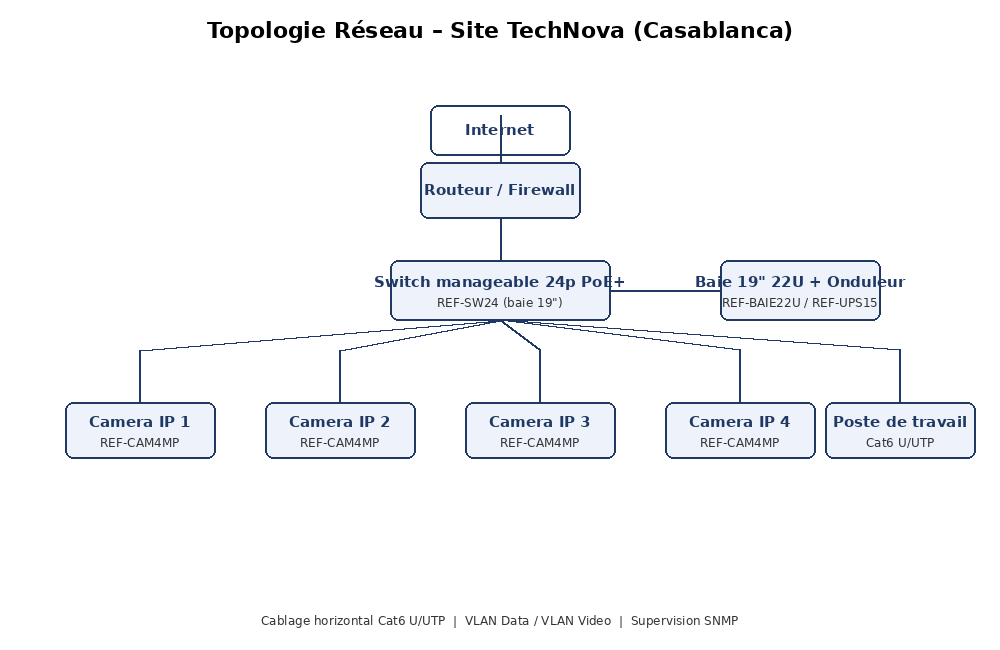 Topologie Réseau – Site TechNova (Casablanca)
Internet
Routeur / Firewall
Switch manageable 24p PoE+
REF-SW24 (baie 19")
Baie 19" 22U + Onduleur
REF-BAIE22U / REF-UPS15
Camera IP 1
REF-CAM4MP
Camera IP 2
REF-CAM4MP
Camera IP 3
REF-CAM4MP
Camera IP 4
REF-CAM4MP
Poste de travail
Cat6 U/UTP
Cablage horizontal Cat6 U/UTP | VLAN Data / VLAN Video | Supervision SNMP